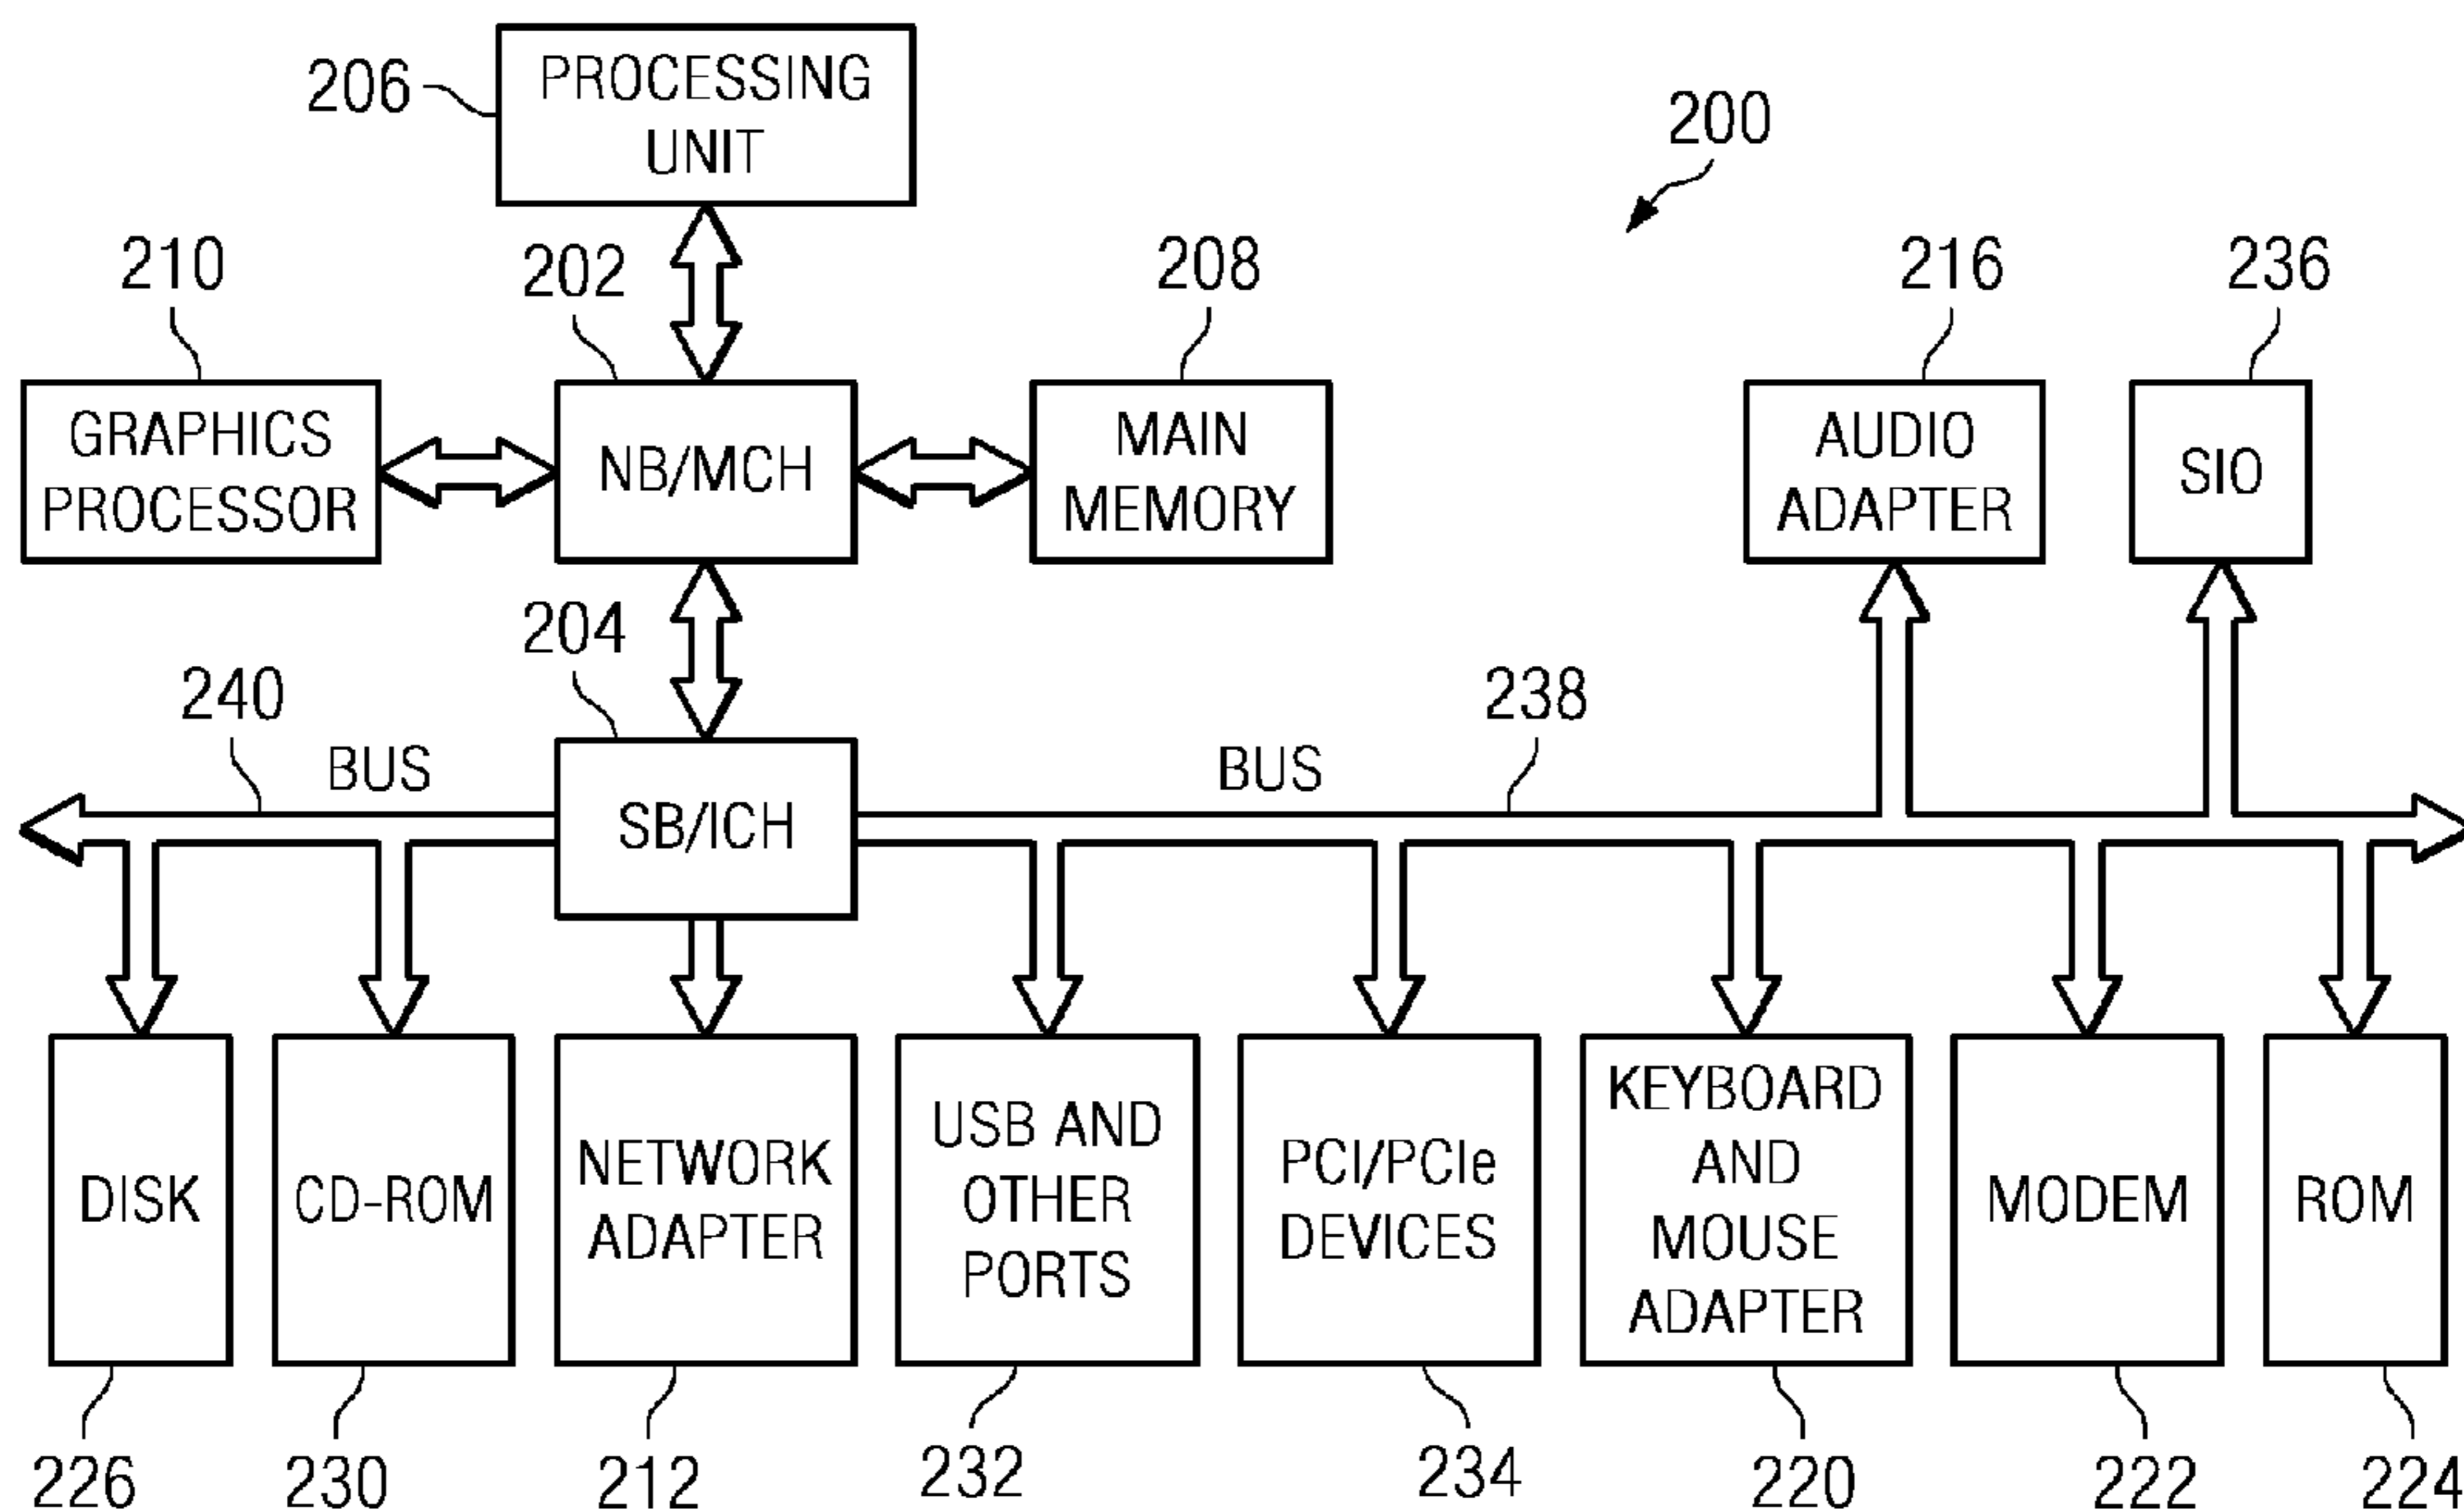 206
PROCESSING
UNIT
200
210
202
208
216
236
GRAPHICS
PROCESSOR
NB/MCH
MAIN
MEMORY
AUDIO
ADAPTER
SIO
204
240
BUS
BUS
238
SB/ICH
DISK
CD-ROM
NETWORK
ADAPTER
USB AND
OTHER
PORTS
PCI/PCIe
DEVICES
KEYBOARD
AND
MOUSE
ADAPTER
MODEM
ROM
226
230
212
232
234
220
222
224